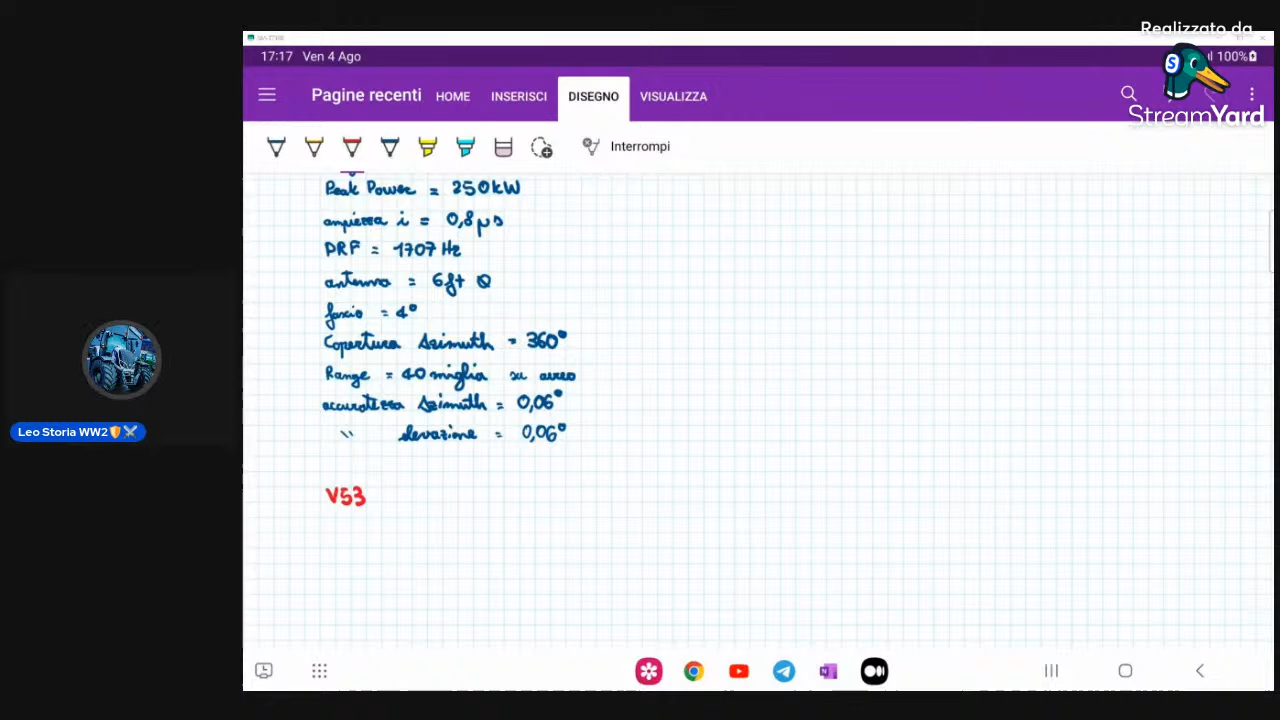 Realizzato da
StreamYard
17:17 Ven 4 Ago
100%
Pagine recenti HOME INSERISCI DISEGNO VISUALIZZA
Interrompi
Peak Power = 250kW
ampiezza i = 0,8μs
PRF = 1707 Hz
antenna = 6ft Ø
fascio = 4°
Copertura Azimuth = 360°
Range = 40 miglia su aereo
accuratezza Azimuth = 0,06°
" elevazione = 0,06°
V53
Leo Storia WW2🛡️⚔️